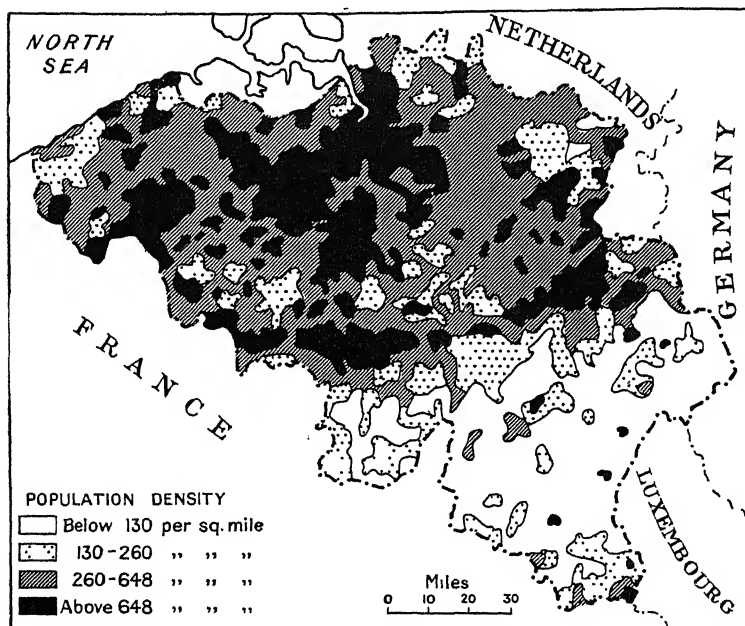 NORTH
SEA
NETHERLANDS
GERMANY
FRANCE
LUXEMBOURG
POPULATION DENSITY
Below 130 per sq. mile
130-260 ,, ,, ,,
260-648 ,, ,, ,,
Above 648 ,, ,, ,,
Miles
0 10 20 30